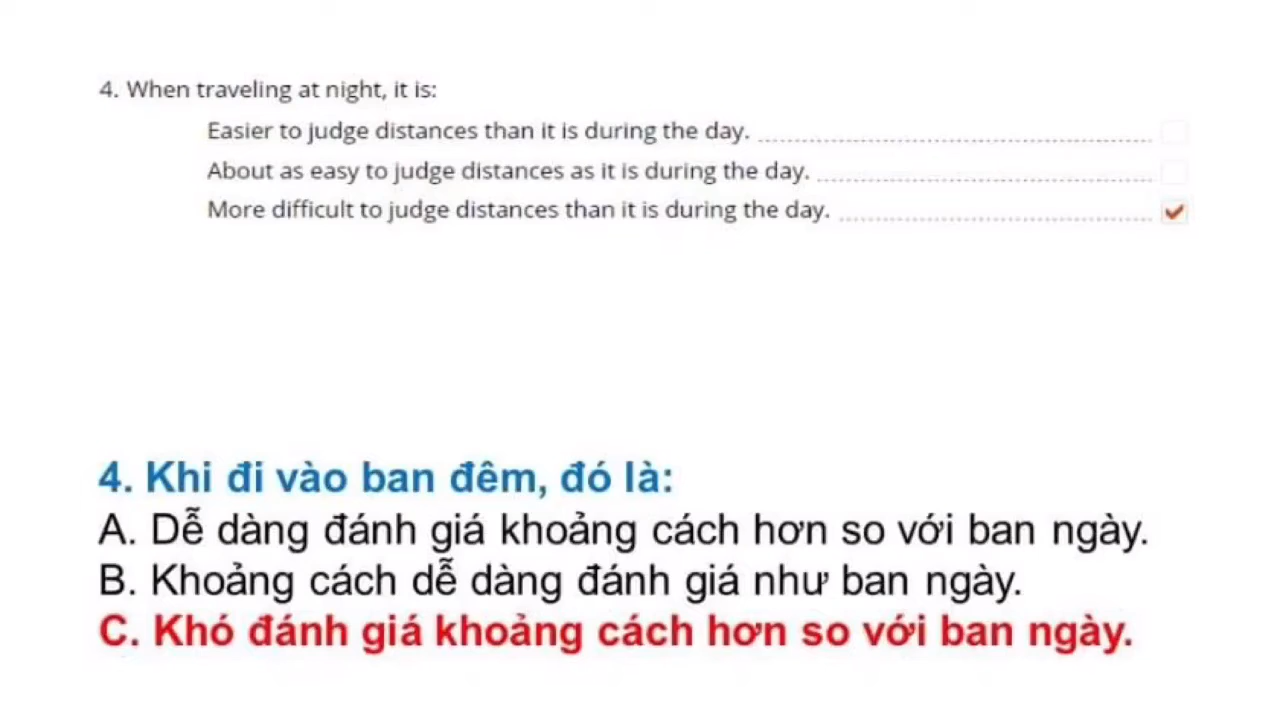 4. When traveling at night, it is:
Easier to judge distances than it is during the day.
About as easy to judge distances as it is during the day.
More difficult to judge distances than it is during the day.
4. Khi đi vào ban đêm, đó là:
A. Dễ dàng đánh giá khoảng cách hơn so với ban ngày.
B. Khoảng cách dễ dàng đánh giá như ban ngày.
C. Khó đánh giá khoảng cách hơn so với ban ngày.